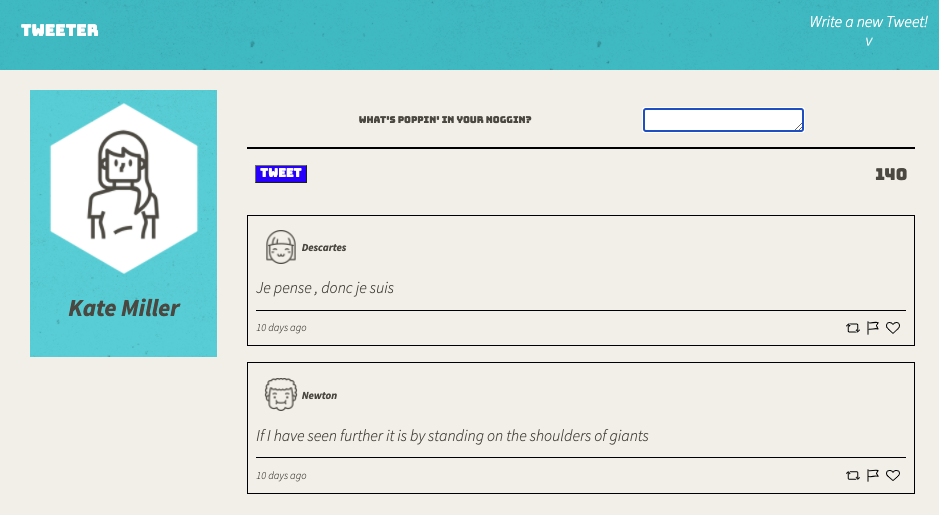 TWEETER
Write a new Tweet!
V
WHAT'S POPPIN' IN YOUR NOGGIN?
TWEET
140
Kate Miller
Descartes
Je pense , donc je suis
10 days ago
Newton
If I have seen further it is by standing on the shoulders of giants
10 days ago